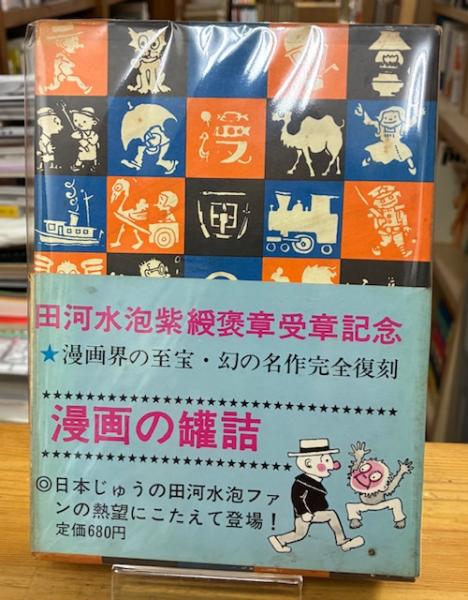 田河水泡紫綬褒章受章記念
★漫画界の至宝・幻の名作完全復刻
漫画の罐詰
◎日本じゅうの田河水泡ファ
ンの熱望にこたえて登場！
定価680円